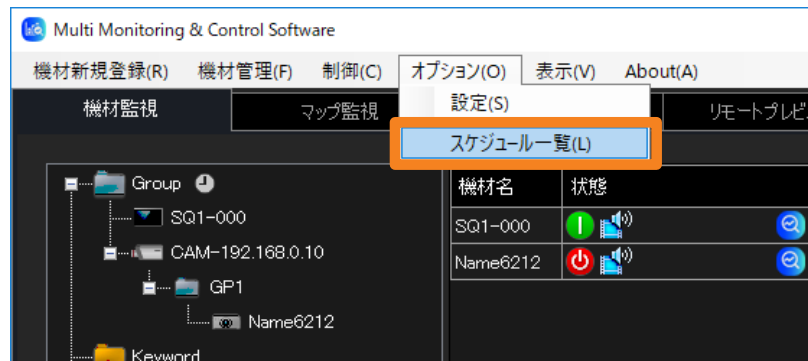 Multi Monitoring & Control Software
機材新規登録(R) 機材管理(F) 制御(C) オプション(O) 表示(V) About(A)
機材監視 マップ監視 設定(S) リモートプレビ
スケジュール一覧(L)
Group 機材名 状態
SQ1-000 SQ1-000
CAM-192.168.0.10 Name6212
GP1
Name6212
Keyword